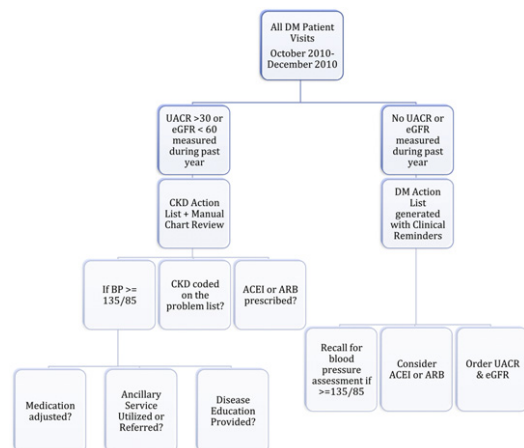 All DM Patient
Visits
October 2010-
December 2010
UACR >30 or
eGFR < 60
measured
during past
year
No UACR or
eGFR
measured
during past
year
CKD Action
List + Manual
Chart Review
DM Action
List
generated
with Clinical
Reminders
If BP >=
135/85
CKD coded
on the
problem list?
ACEI or ARB
prescribed?
Recall for
blood
pressure
assessment if
>=135/85
Consider
ACEI or ARB
Order UACR
& eGFR
Medication
adjusted?
Ancillary
Service
Utilized or
Referred?
Disease
Education
Provided?